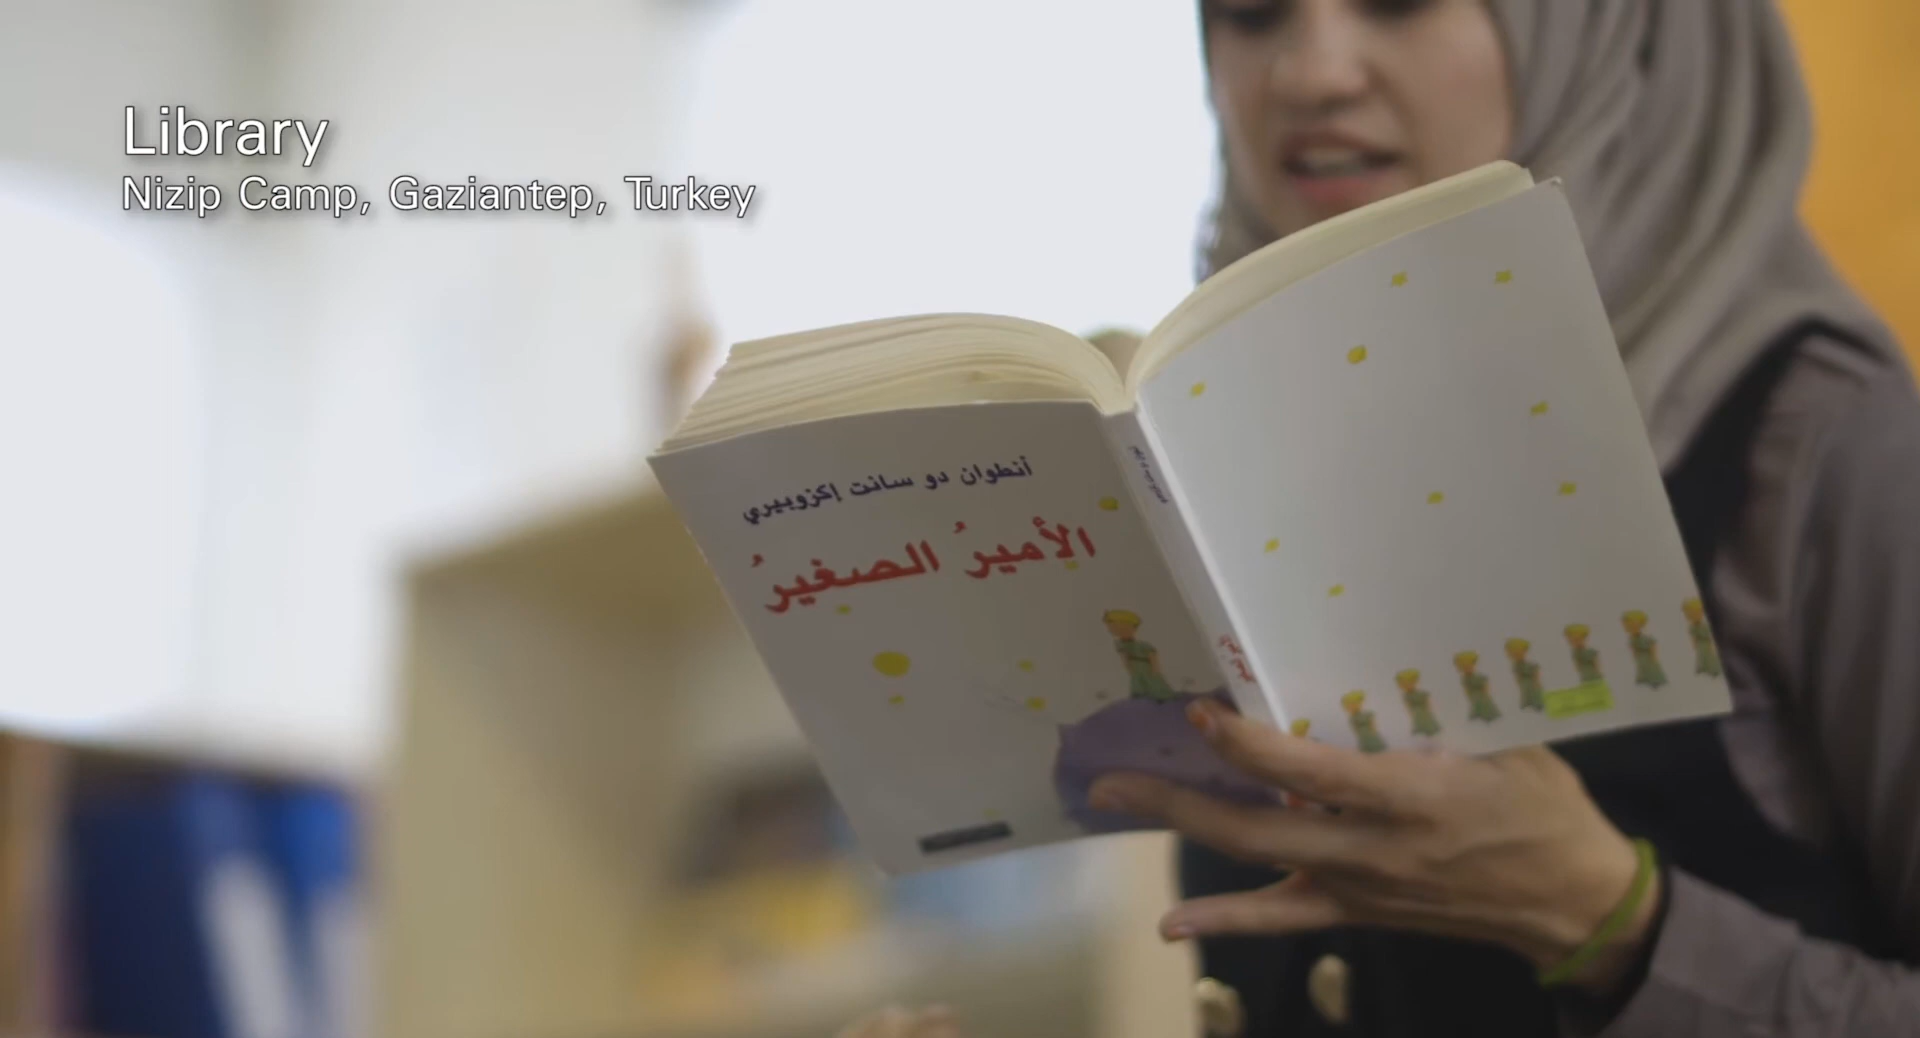 Library
Nizip Camp, Gaziantep, Turkey
أنطوان دو سانت إكزوبيري
الأميرُ الصغيرُ